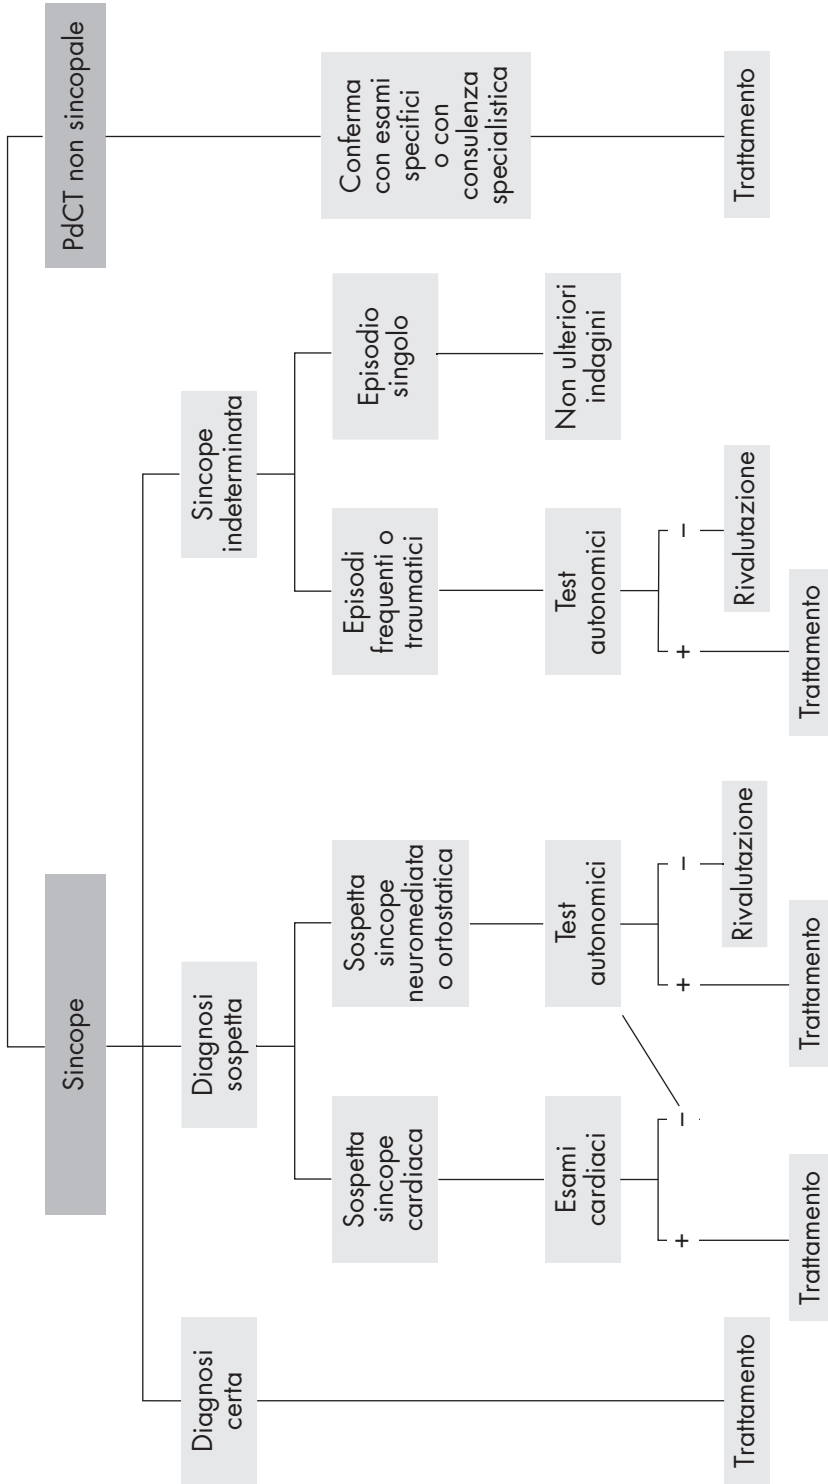 Sincope
PdCT non sincopale
Diagnosi
certa
Diagnosi
sospetta
Sincope
indeterminata
Sospetta
sincope
cardiaca
Sospetta
sincope
neuromediata
o ortostatica
Episodi
frequenti o
traumatici
Episodio
singolo
Conferma
con esami
specifici
o con
consulenza
specialistica
Esami
cardiaci
Test
autonomici
Test
autonomici
Non ulteriori
indagini
+
–
+
–
+
–
Trattamento
Rivalutazione
Rivalutazione
Trattamento
Trattamento
Trattamento
Trattamento